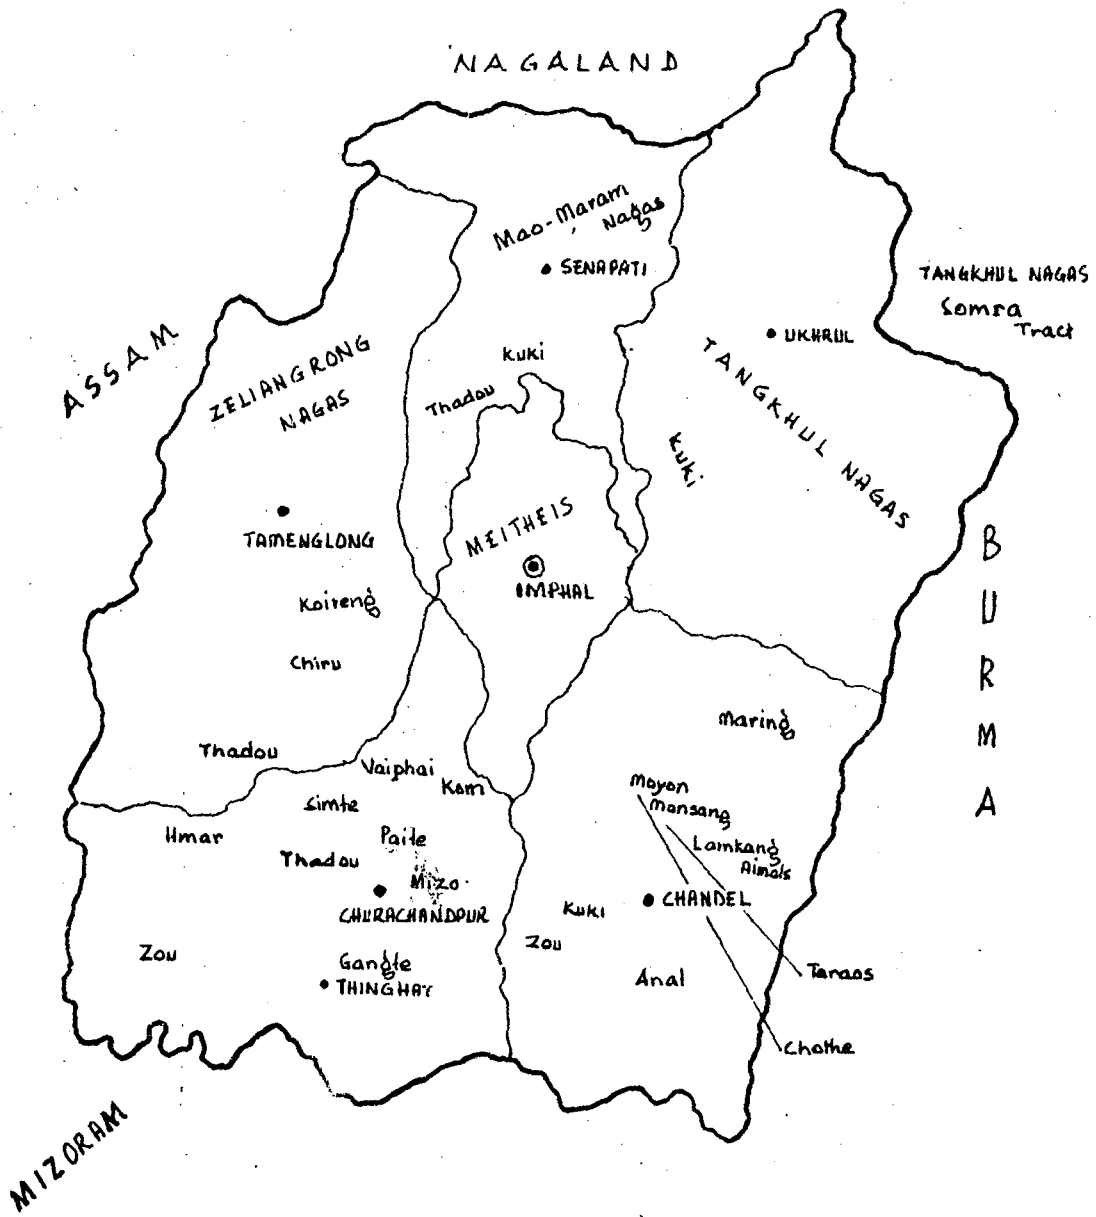 NAGALAND
Mao-Maram
Nagas
SENAPATI
TANGKHUL NAGAS
Somra
Tract
ASSAM
UKHRUL
ZELIANGRONG
NAGAS
Kuki
Thadou
TANGKHUL NAGAS
Kuki
MEITHEIS
TAMENGLONG
IMPHAL
BURMA
Koireng
Chiru
Maring
Thadou
Vaiphai
Kom
Simte
Moyon
Monsang
Hmar
Paite
Lamkang
Thadou
Aimols
Mizo
CHURACHANDPUR
CHANDEL
Kuki
Zou
Zou
Gangte
THINGHAT
Anal
Taraos
Chothe
MIZORAM